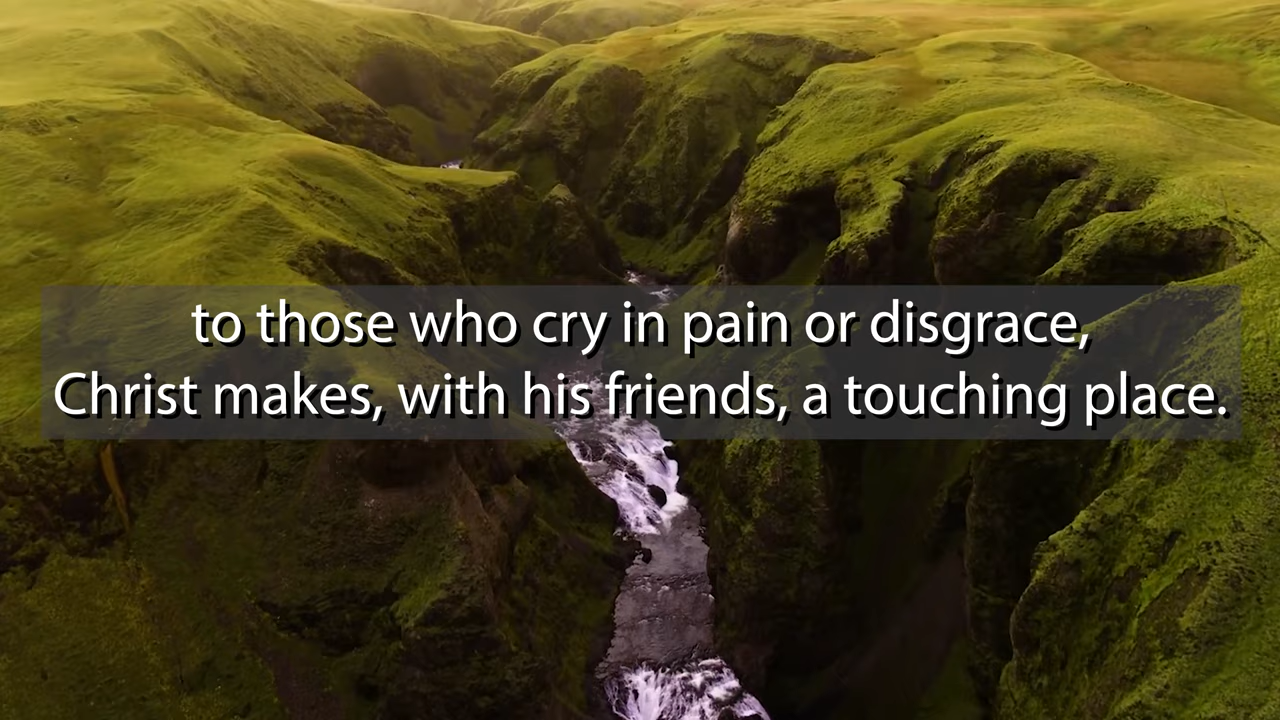 to those who cry in pain or disgrace,
Christ makes, with his friends, a touching place.